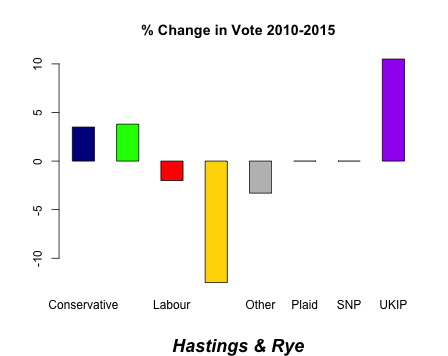 % Change in Vote 2010-2015
10
5
0
-5
-10
Conservative Labour Other Plaid SNP UKIP
Hastings & Rye